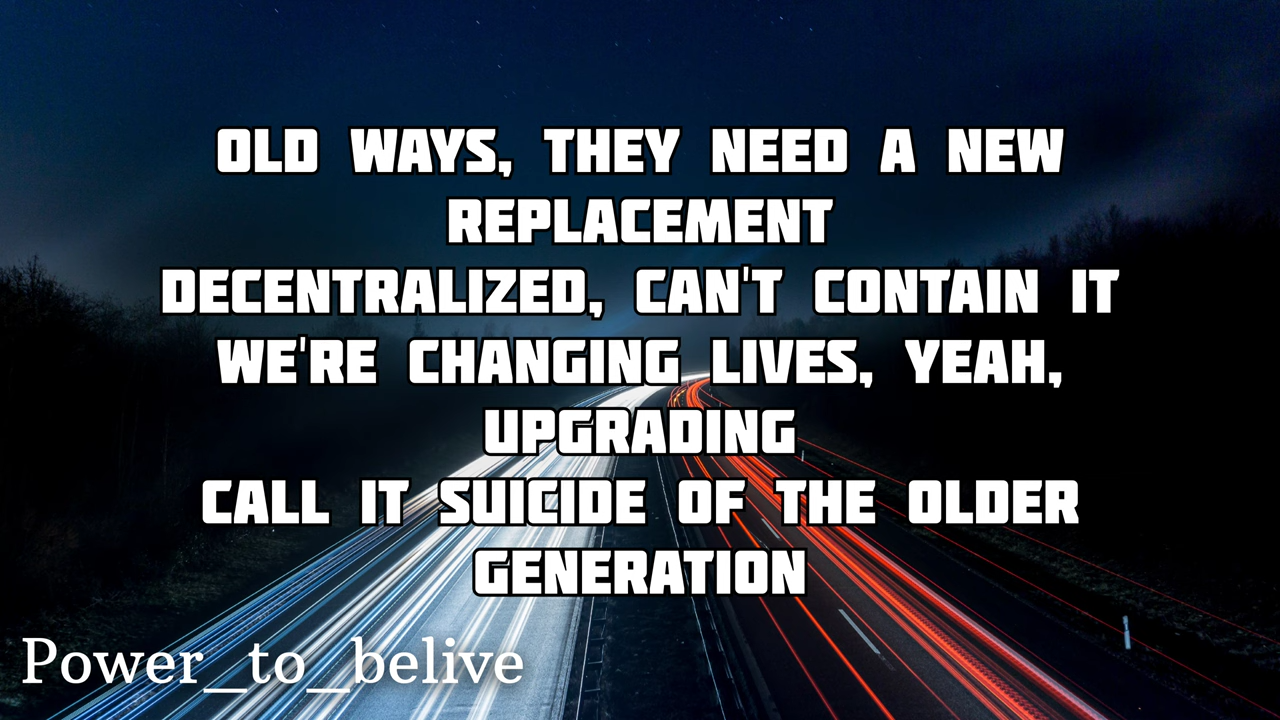 OLD WAYS, THEY NEED A NEW
REPLACEMENT
DECENTRALIZED, CAN'T CONTAIN IT
WE'RE CHANGING LIVES, YEAH,
UPGRADING
CALL IT SUICIDE OF THE OLDER
GENERATION
Power_to_belive